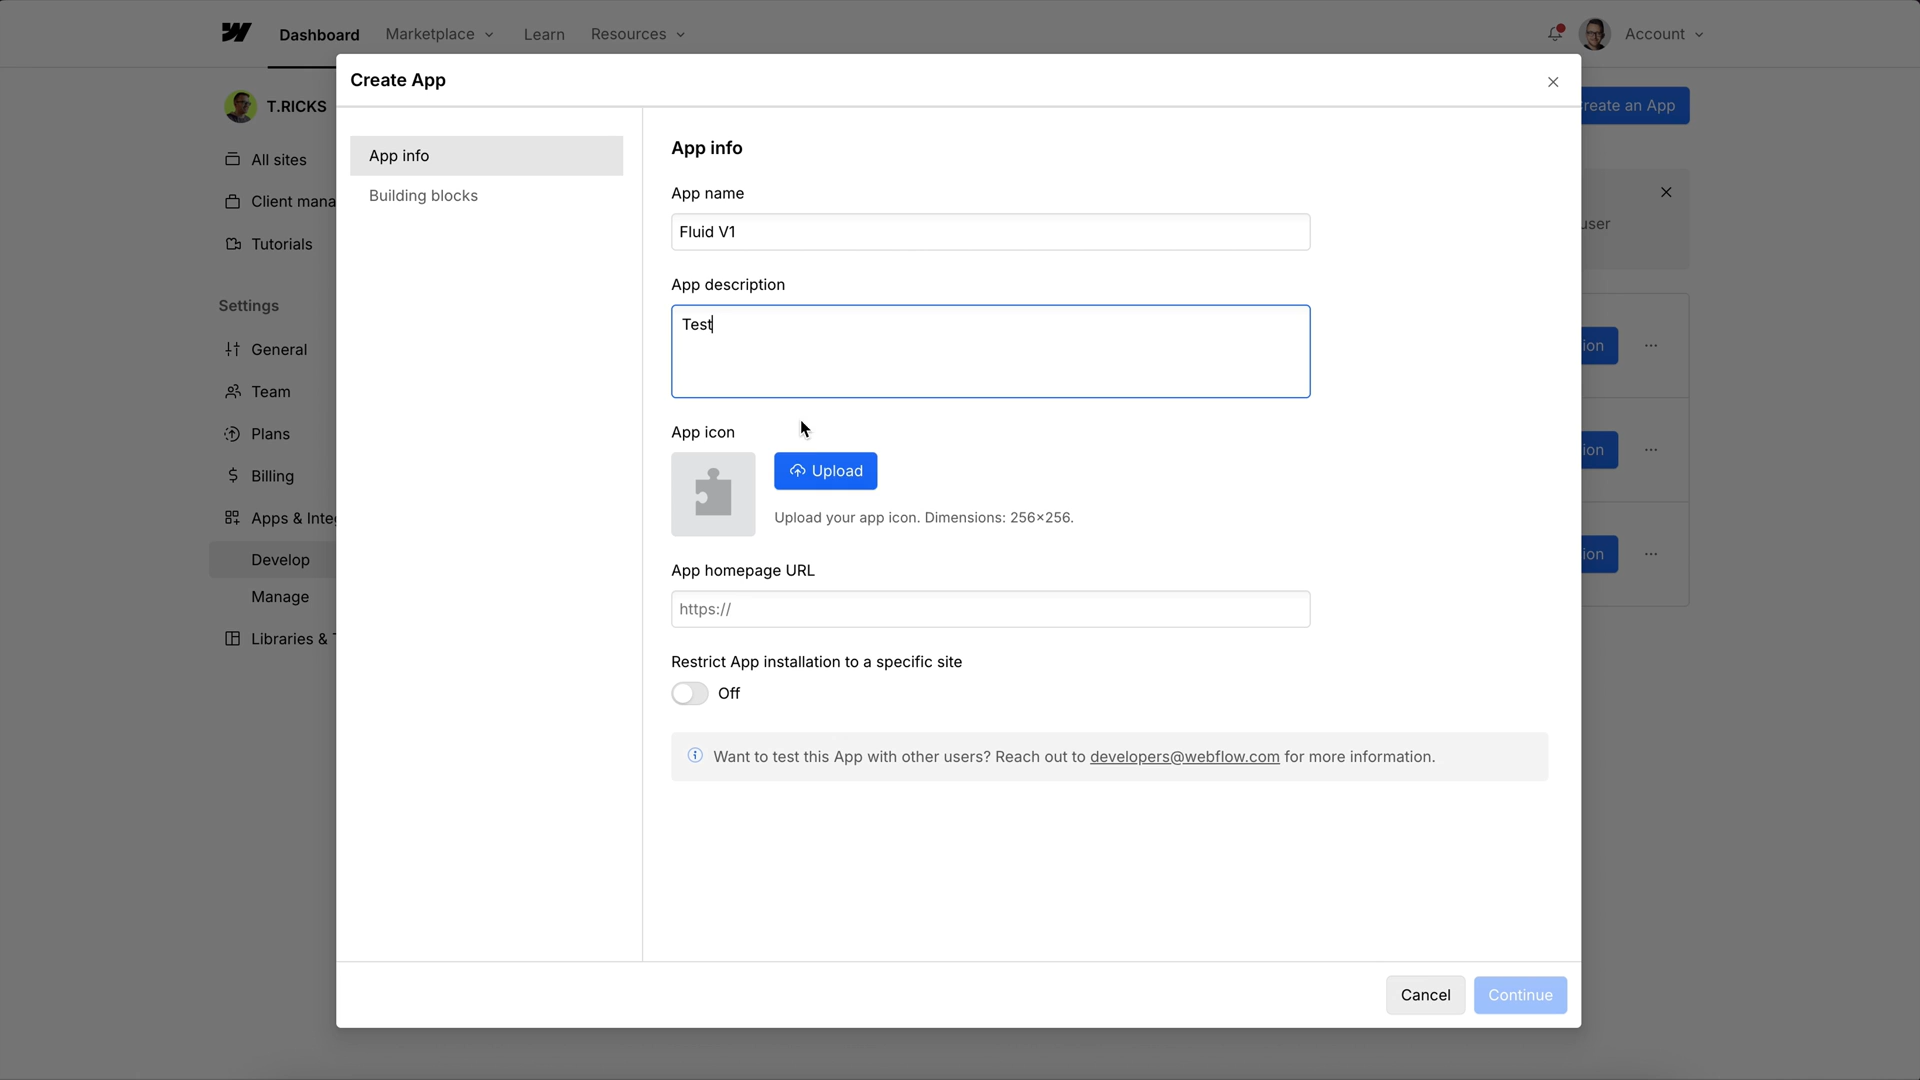 Dashboard
Marketplace
Learn
Resources
Account
Create App
T.RICKS
reate an App
App info
App info
All sites
App name
Building blocks
Client mana
Fluid V1
user
Tutorials
App description
Settings
Test
General
ion
Team
Plans
App icon
ion
Billing
Upload
Apps & Inte
Upload your app icon. Dimensions: 256×256.
Develop
ion
App homepage URL
Manage
https://
Libraries & T
Restrict App installation to a specific site
Off
Want to test this App with other users? Reach out to developers@webflow.com for more information.
Cancel
Continue